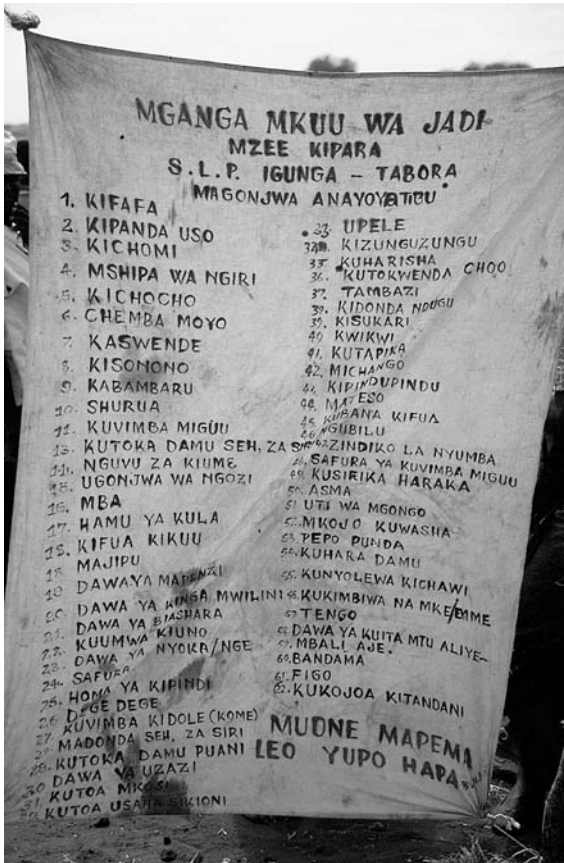 MGANGA MKUU WA JADI
MZEE KIPARA
S.L.P. IGUNGA - TABORA
MAGONJWA ANAYOYATIBU
1. KIFAFA
2. KIPANDA USO
3. KICHOMI
4. MSHIPA WA NGIRI
5. KICHOCHO
6. CHEMBA MOYO
7. KASWENDE
8. KISONONO
9. KABAMBARU
10. SHURUA
11. KUVIMBA MIGUU
13. KUTOKA DAMU SEH, ZA SIRI
14. NGUVU ZA KIUME
15. UGONJWA WA NGOZI
16. MBA
17. HAMU YA KULA
18. KIFUA KIKUU
18. MAJIPU
19. DAWAYA MAPENZI
20. DAWA YA KINGA MWILINI
21. DAWA YA BIASHARA
22. KUUMWA KIUNO
23. DAWA YA NYOKA/NGE
24. SAFURA
25. HOMA YA KIPINDI
26 DEGE DEGE
27 KUVIMBA KIDOLE (KOME)
MADONDA SEH, ZA SIRI
29. KUTOKA DAMU PUANI
30 DAWA YA UZAZI
31 KUTOA MKOSI
KUTOA USAHA SIKIONI
33. UPELE
34. KIZUNGUZUNGU
35 KUHARISHA
36. KUTOKWENDA CHOO
37. TAMBAZI
38. KIDONDA NDUGU
39. KISUKARI
40 KWIKWI
41. KUTAPIKA
42. MICHANGO
KIPINDUPINDU
44. MATESO
45. KUBANA KIFUA
46 NGUBILU
ZINDIKO LA NYUMBA
48. SAFURA YA KUVIMBA MIGUU
49. KUSIRIKA HARAKA
50. ASMA
51 UTI WA MGONGO
52. MKOJO KUWASHA
53. PEPO PUNDA
54. KUHARA DAMU
55. KUNYOLEWA KICHAWI
56. KUKIMBIWA NA MKE/MME
57 TENGO
58 DAWA YA KUITA MTU ALIYE-
59. MBALI AJE.
60. BANDAMA
61. FIGO
62. KUKOJOA KITANDANI
MUONE MAPEMA
LEO YUPO HAPA